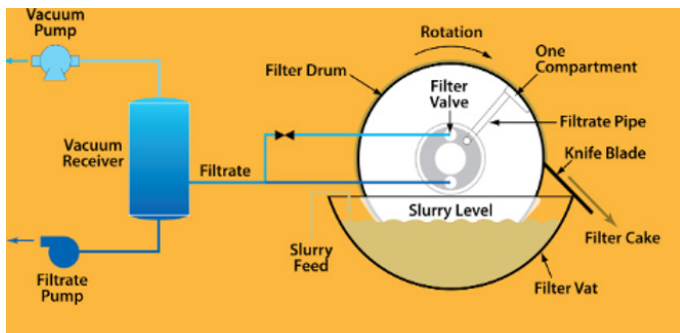 Vacuum
Pump
Rotation
One
Compartment
Filter Drum
Filter
Valve
Filtrate Pipe
Vacuum
Receiver
Filtrate
Knife Blade
Slurry Level
Slurry
Feed
Filter Cake
Filtrate
Pump
Filter Vat